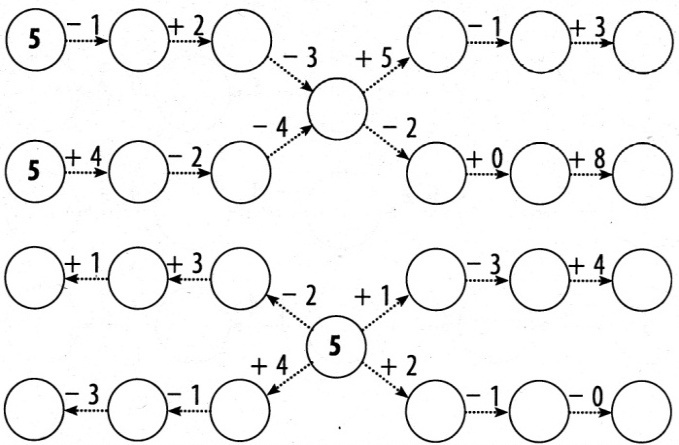 5 − 1 + 2 − 3 + 5 − 1 + 3
5 + 4 − 2 − 4 − 2 + 0 + 8
+ 1 + 3 − 2 + 1 − 3 + 4
5
− 3 − 1 + 4 + 2 − 1 − 0